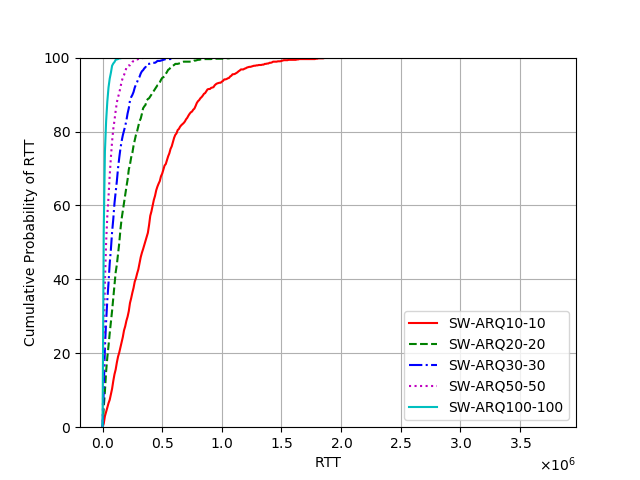 100
80
60
40
20
0
Cumulative Probability of RTT
0.0 0.5 1.0 1.5 2.0 2.5 3.0 3.5
RTT
×10⁶
SW-ARQ10-10
SW-ARQ20-20
SW-ARQ30-30
SW-ARQ50-50
SW-ARQ100-100